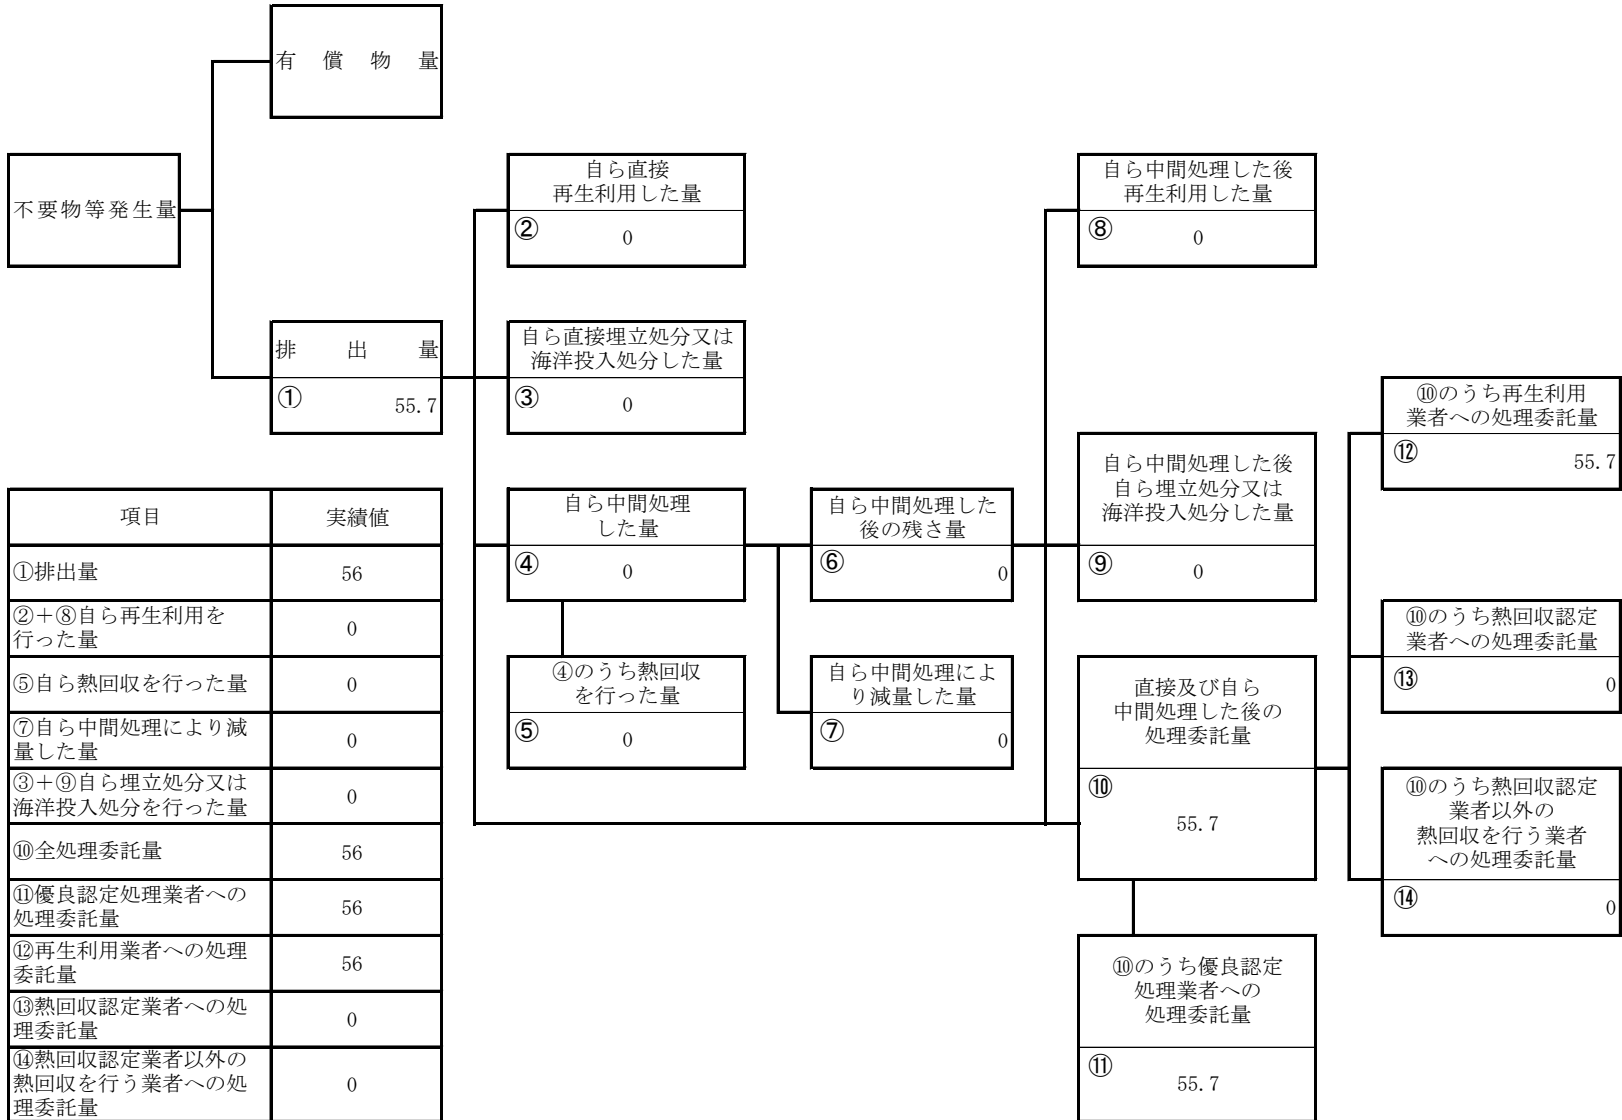 有償物量
不要物等発生量
排出量
①
55.7
自ら直接
再生利用した量
②
0
自ら直接埋立処分又は
海洋投入処分した量
③
0
自ら中間処理
した量
④
0
④のうち熱回収
を行った量
⑤
0
自ら中間処理した
後の残さ量
⑥
0
自ら中間処理によ
り減量した量
⑦
0
自ら中間処理した後
再生利用した量
⑧
0
自ら中間処理した後
自ら埋立処分又は
海洋投入処分した量
⑨
0
直接及び自ら
中間処理した後の
処理委託量
⑩
55.7
⑩のうち優良認定
処理業者への
処理委託量
⑪
55.7
⑩のうち再生利用
業者への処理委託量
⑫
55.7
⑩のうち熱回収認定
業者への処理委託量
⑬
0
⑩のうち熱回収認定
業者以外の
熱回収を行う業者
への処理委託量
⑭
0
項目 実績値
①排出量 56
②+⑧自ら再生利用を
行った量 0
⑤自ら熱回収を行った量 0
⑦自ら中間処理により減
量した量 0
③+⑨自ら埋立処分又は
海洋投入処分を行った量 0
⑩全処理委託量 56
⑪優良認定処理業者への
処理委託量 56
⑫再生利用業者への処理
委託量 56
⑬熱回収認定業者への処
理委託量 0
⑭熱回収認定業者以外の
熱回収を行う業者への処
理委託量 0